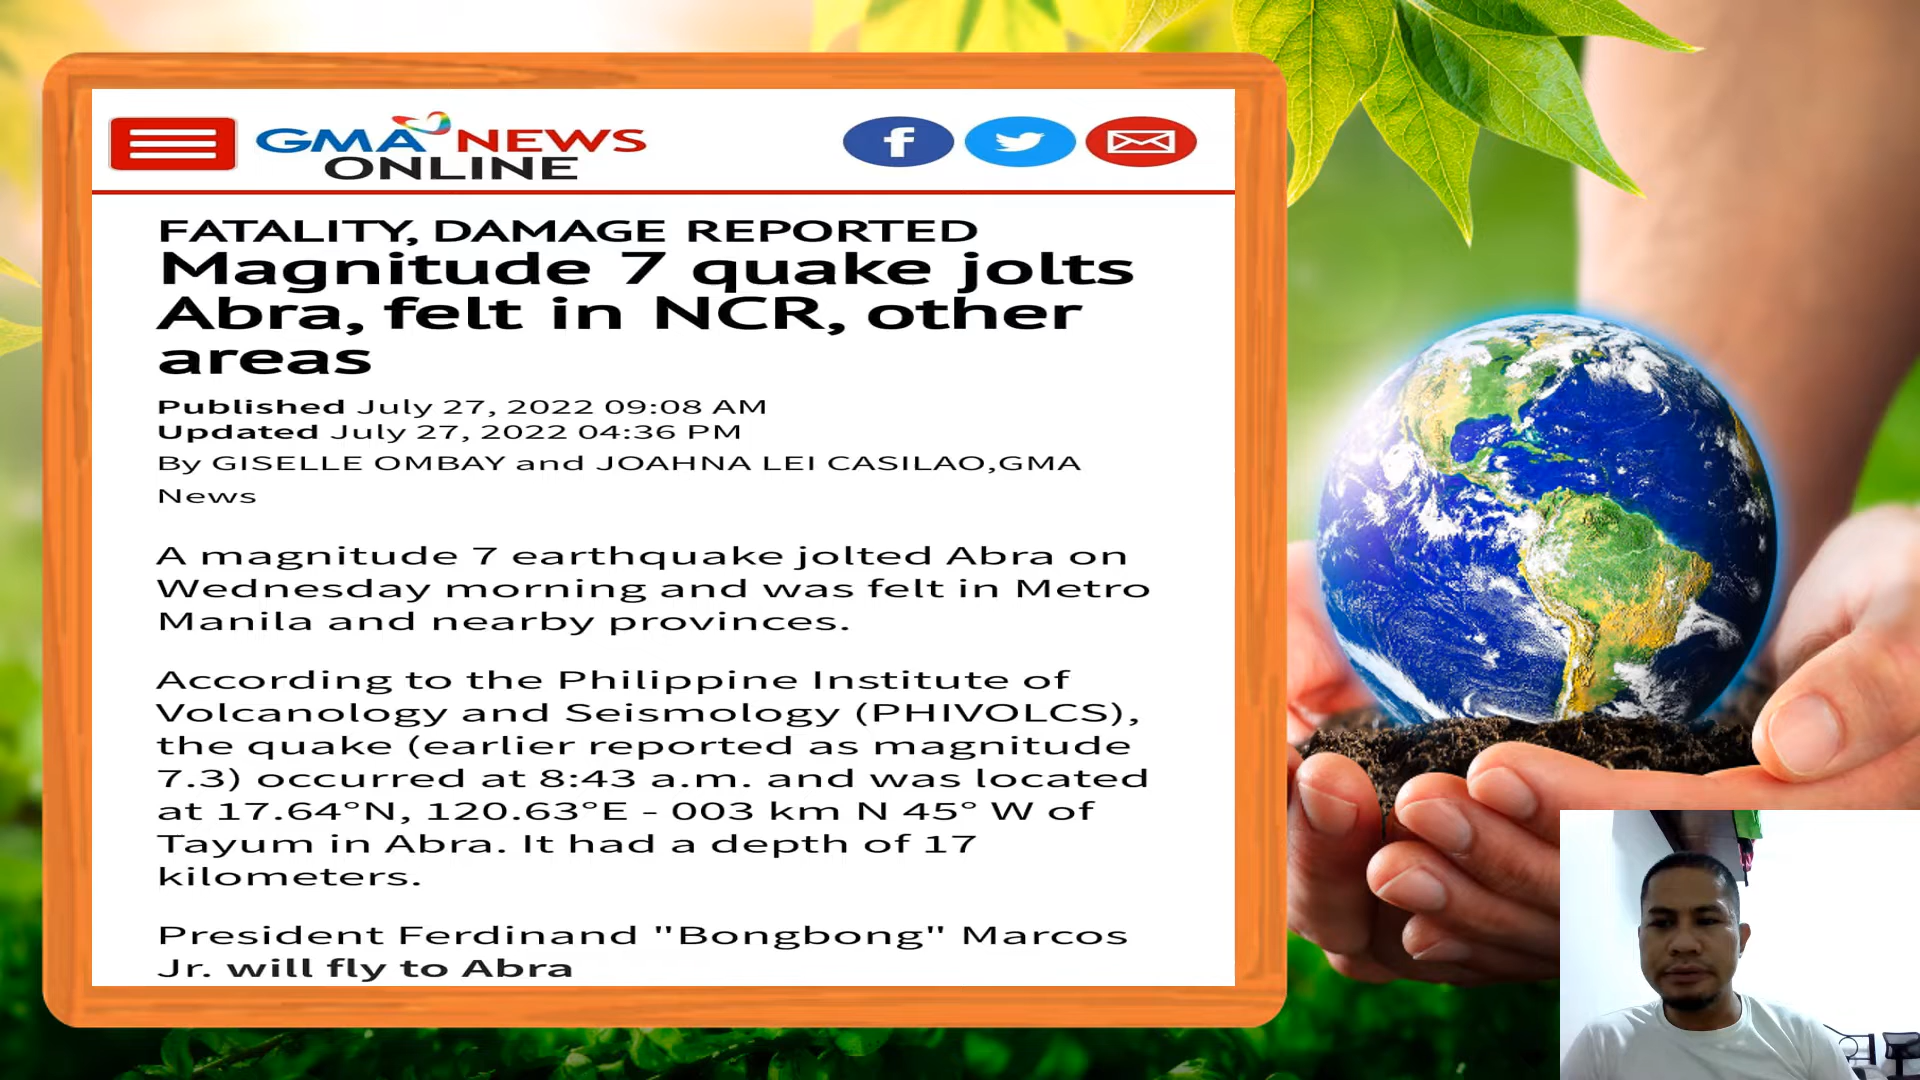 GMA NEWS
ONLINE
f
FATALITY, DAMAGE REPORTED
Magnitude 7 quake jolts
Abra, felt in NCR, other
areas
Published July 27, 2022 09:08 AM
Updated July 27, 2022 04:36 PM
By GISELLE OMBAY and JOAHNA LEI CASILAO,GMA
News
A magnitude 7 earthquake jolted Abra on
Wednesday morning and was felt in Metro
Manila and nearby provinces.
According to the Philippine Institute of
Volcanology and Seismology (PHIVOLCS),
the quake (earlier reported as magnitude
7.3) occurred at 8:43 a.m. and was located
at 17.64°N, 120.63°E - 003 km N 45° W of
Tayum in Abra. It had a depth of 17
kilometers.
President Ferdinand "Bongbong" Marcos
Jr. will fly to Abra